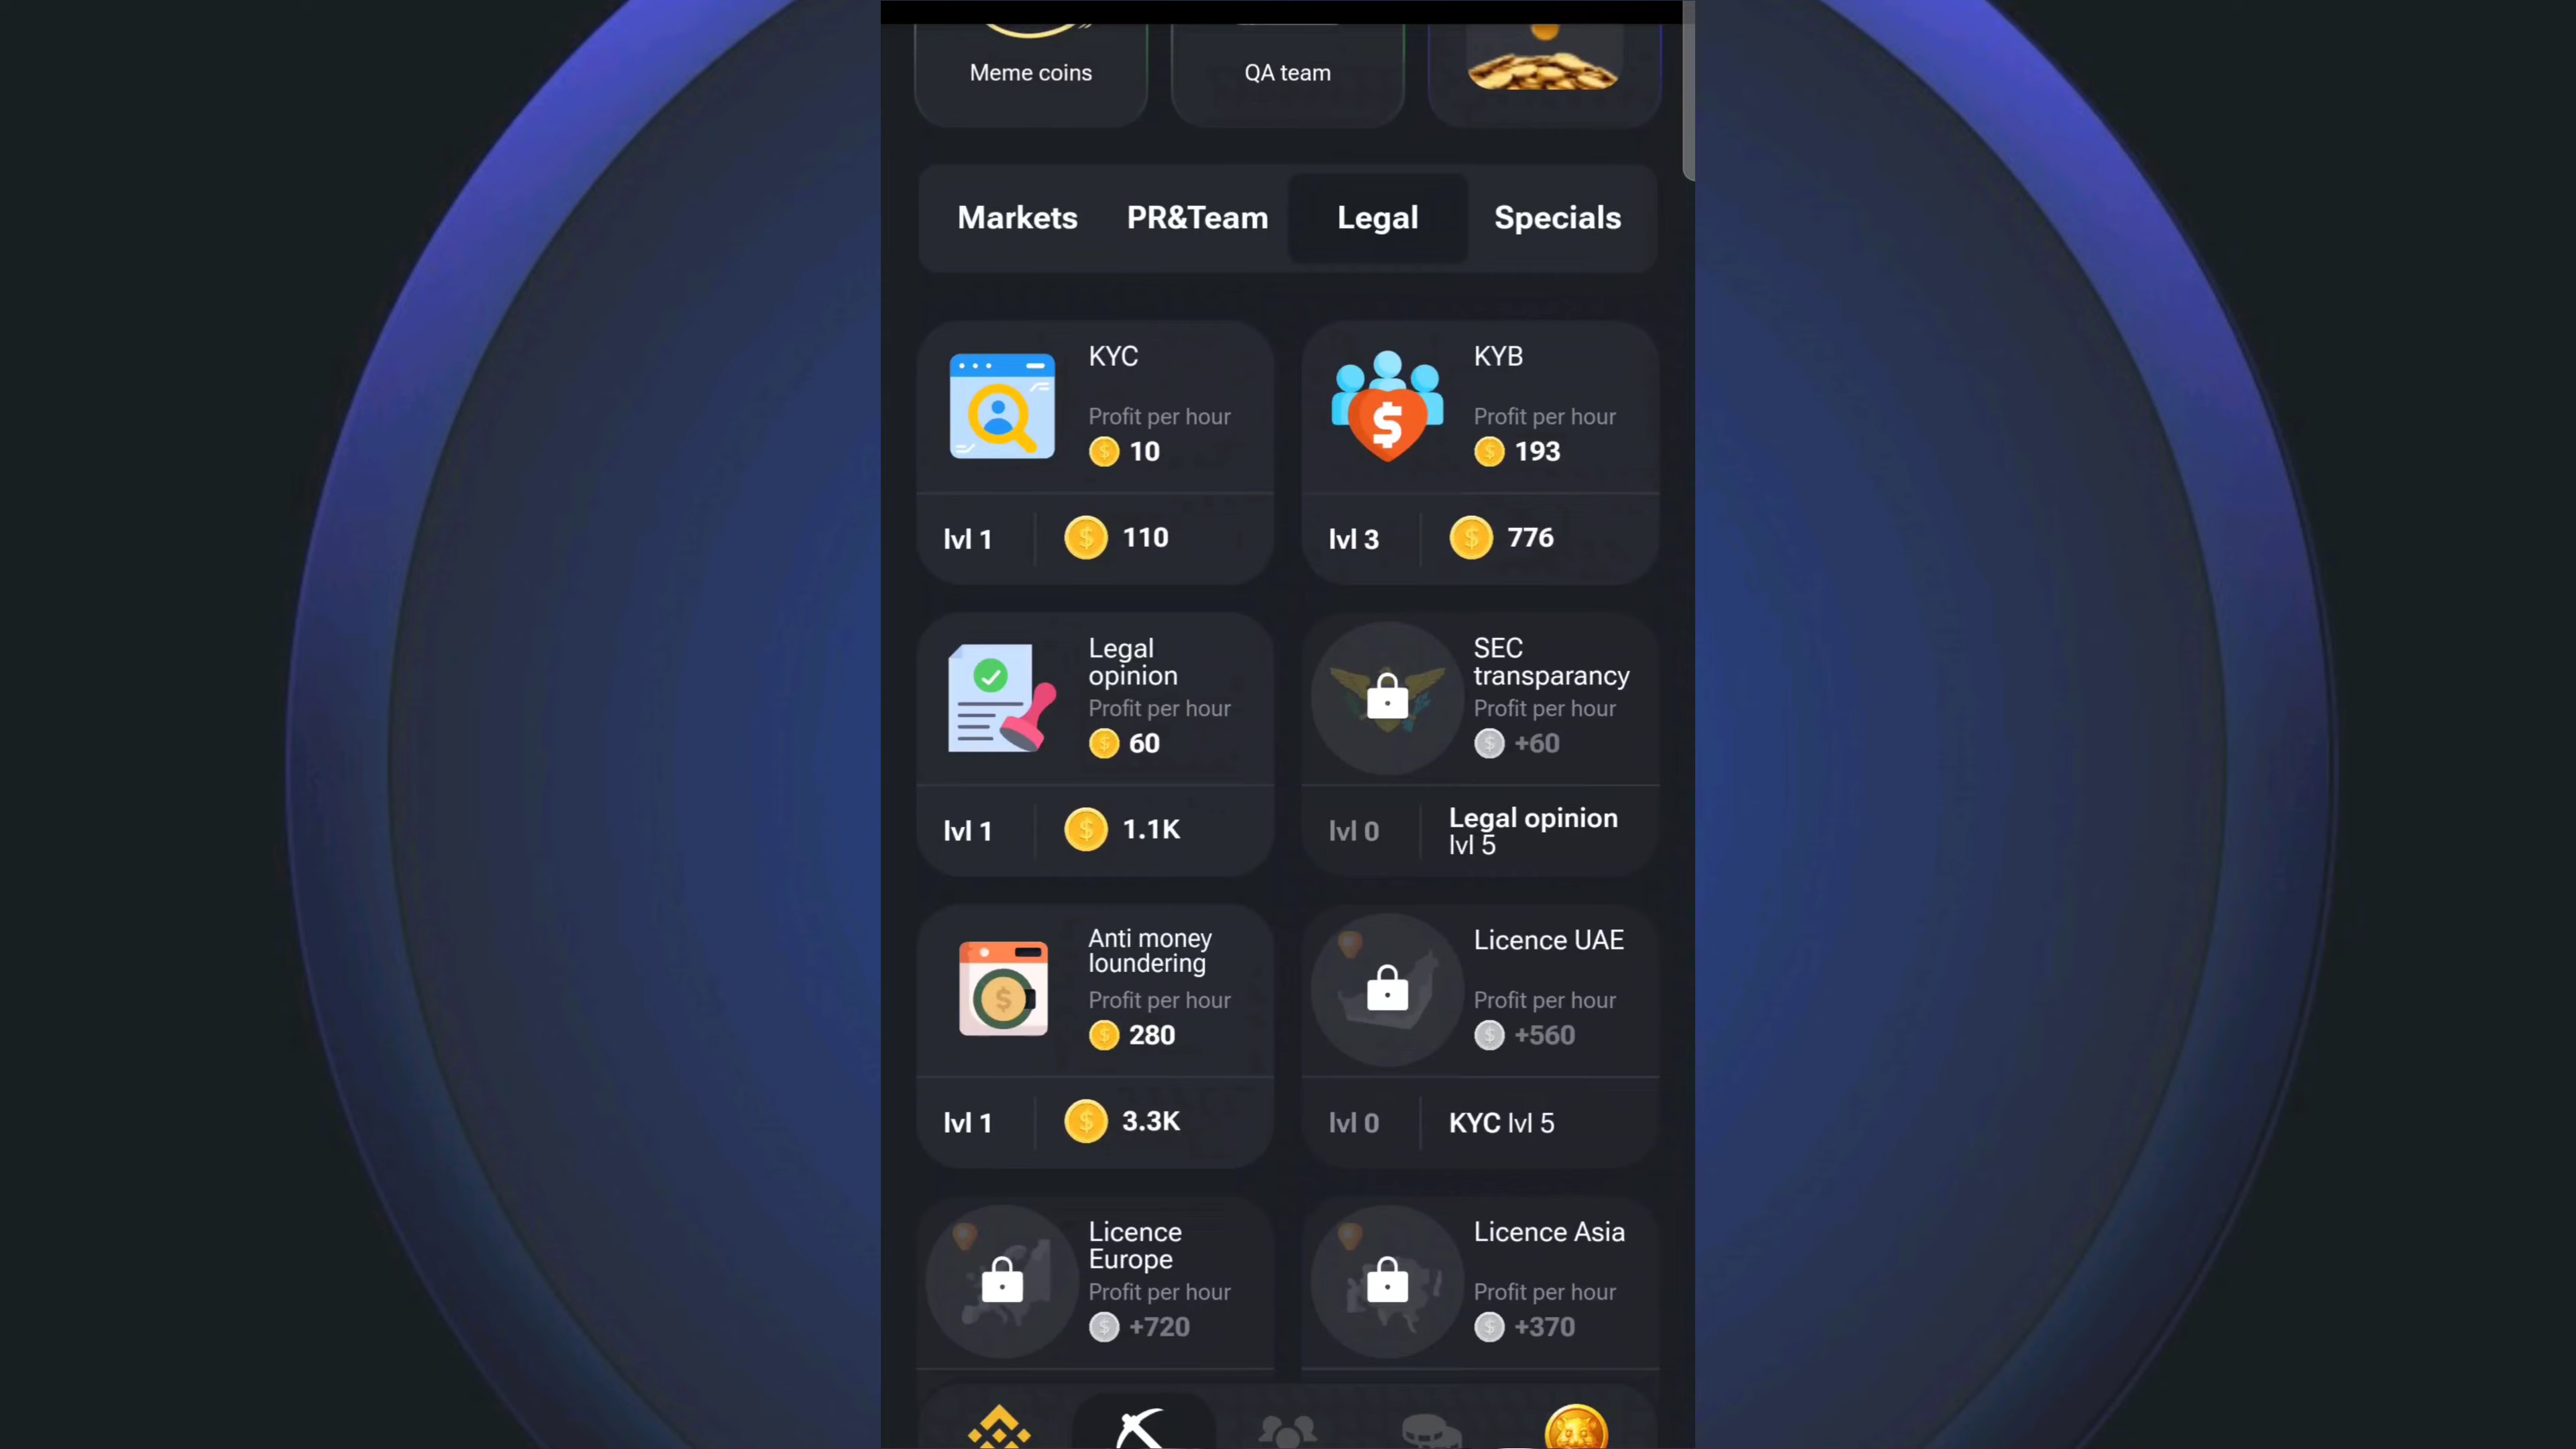 Meme coins
QA team
Markets
PR&Team
Legal
Specials
KYC
Profit per hour
10
lvl 1
110
KYB
Profit per hour
193
lvl 3
776
Legal
opinion
Profit per hour
60
lvl 1
1.1K
SEC
transparancy
Profit per hour
+60
lvl 0
Legal opinion
lvl 5
Anti money
loundering
Profit per hour
280
lvl 1
3.3K
Licence UAE
Profit per hour
+560
lvl 0
KYC lvl 5
Licence
Europe
Profit per hour
+720
Licence Asia
Profit per hour
+370